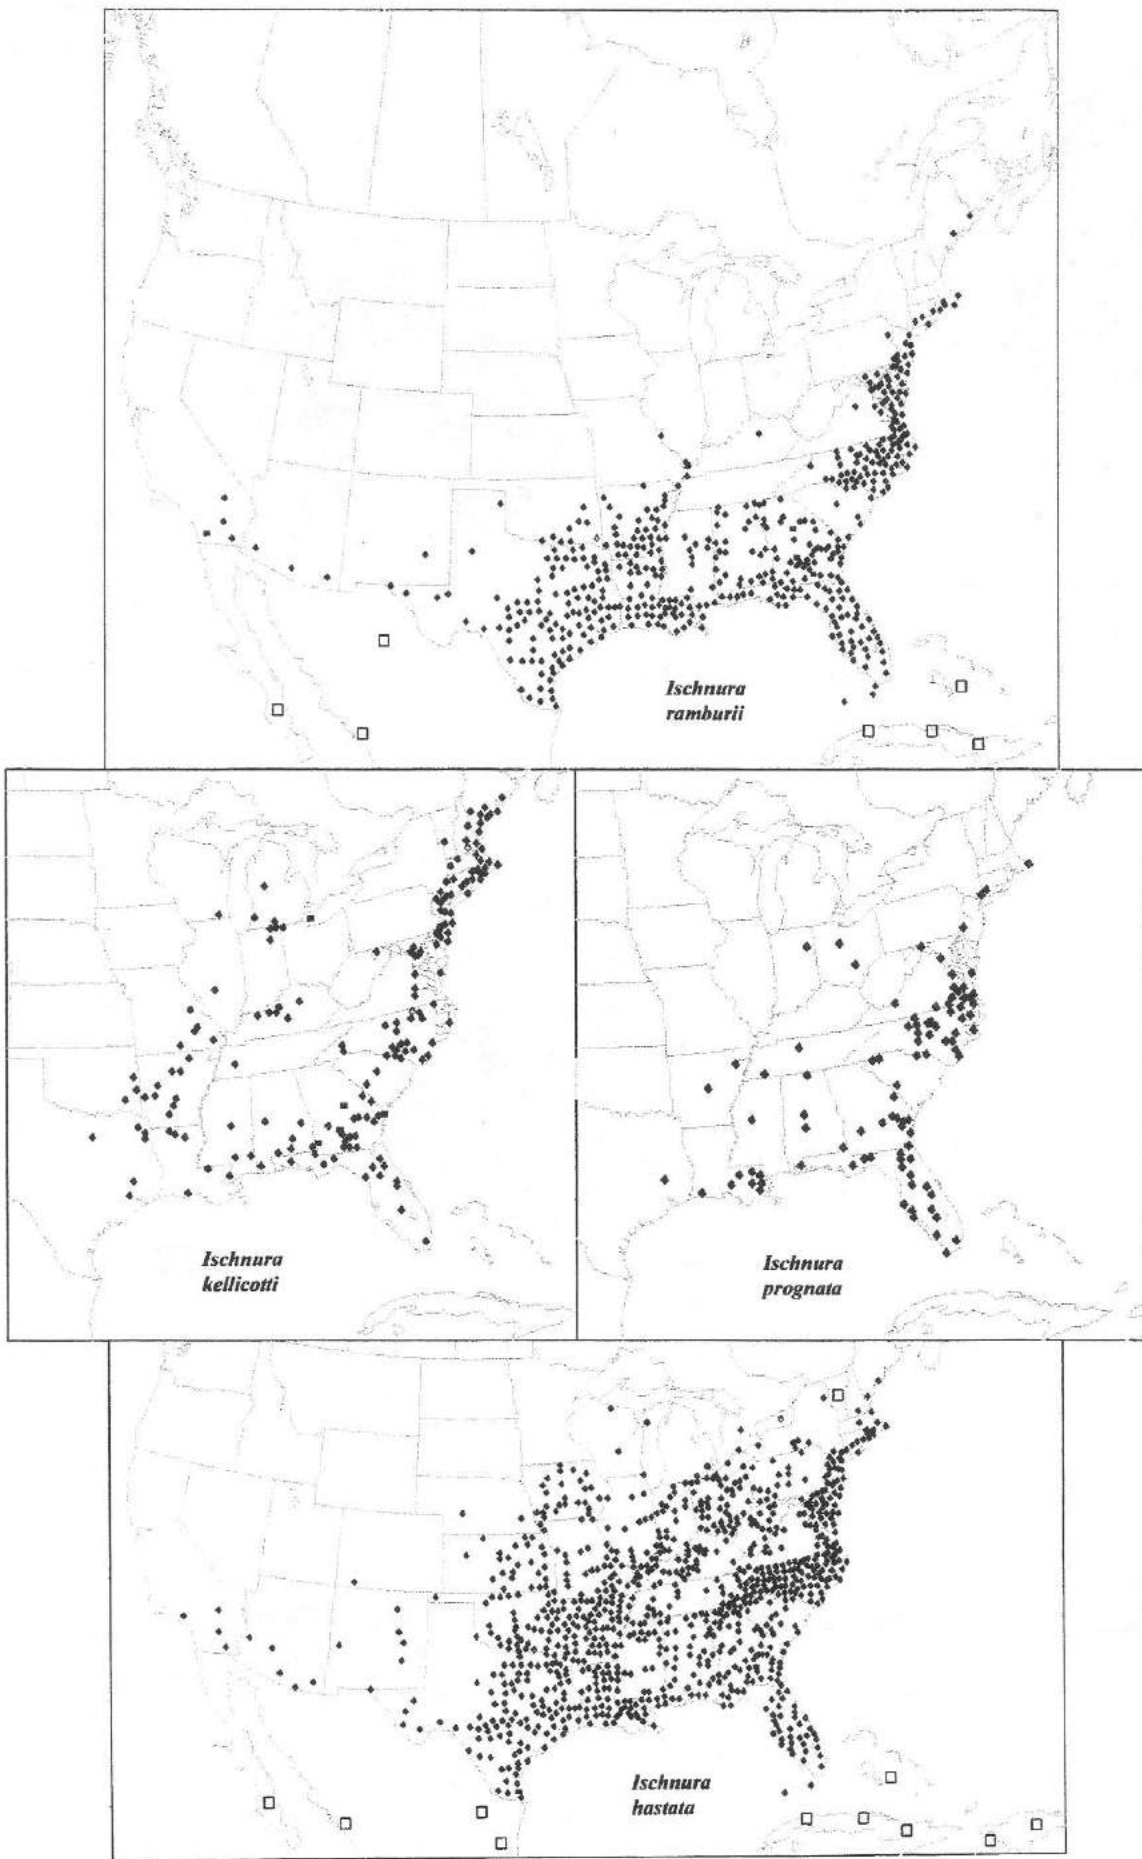 Ischnura
ramburii
Ischnura
kellicotti
Ischnura
prognata
Ischnura
hastata